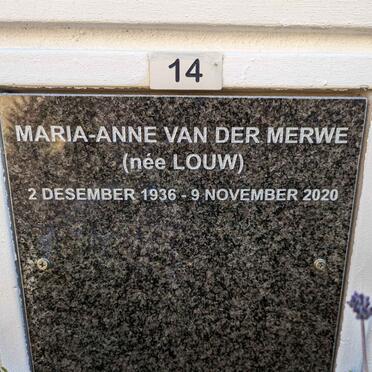 14
MARIA-ANNE VAN DER MERWE
(née LOUW)
2 DESEMBER 1936 - 9 NOVEMBER 2020